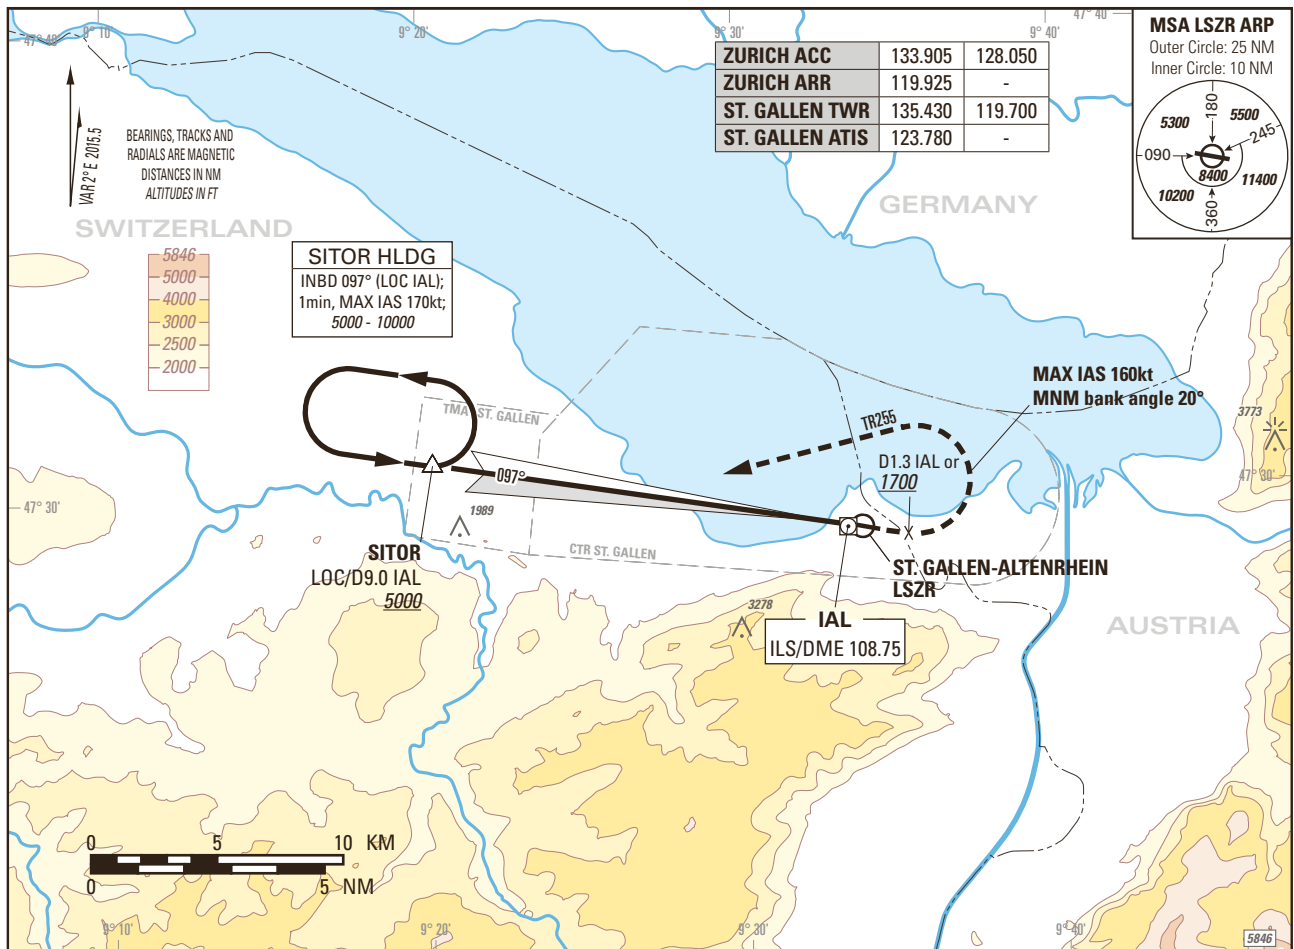 47° 40'
9° 10'
9° 20'
9° 30'
9° 40'
47° 40'
ZURICH ACC 133.905 128.050
ZURICH ARR 119.925 -
ST. GALLEN TWR 135.430 119.700
ST. GALLEN ATIS 123.780 -
MSA LSZR ARP
Outer Circle: 25 NM
Inner Circle: 10 NM
180
5300
5500
245
090
8400
11400
10200
360
VAR 2° E 2015.5
BEARINGS, TRACKS AND
RADIALS ARE MAGNETIC
DISTANCES IN NM
ALTITUDES IN FT
SWITZERLAND
GERMANY
5846
5000
4000
3000
2500
2000
SITOR HLDG
INBD 097° (LOC IAL);
1min, MAX IAS 170kt;
5000 - 10000
MAX IAS 160kt
MNM bank angle 20°
3773
TMA ST. GALLEN
TR255
D1.3 IAL or
1700
097°
47° 30'
47° 30'
1989
SITOR
LOC/D9.0 IAL
5000
CTR ST. GALLEN
ST. GALLEN-ALTENRHEIN
LSZR
3278
IAL
ILS/DME 108.75
AUSTRIA
0 5 10 KM
0 5 NM
9° 10'
9° 20'
9° 30'
9° 40'
5846